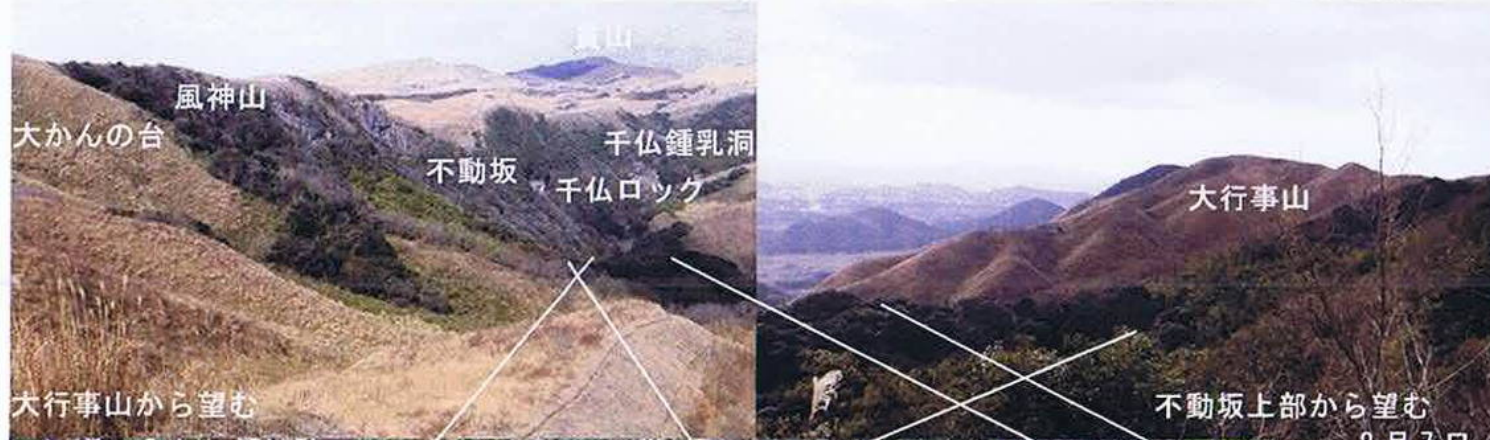 風神山
大かんの台
不動坂
千仏鍾乳洞
千仏ロック
大行事山から望む
大行事山
不動坂上部から望む